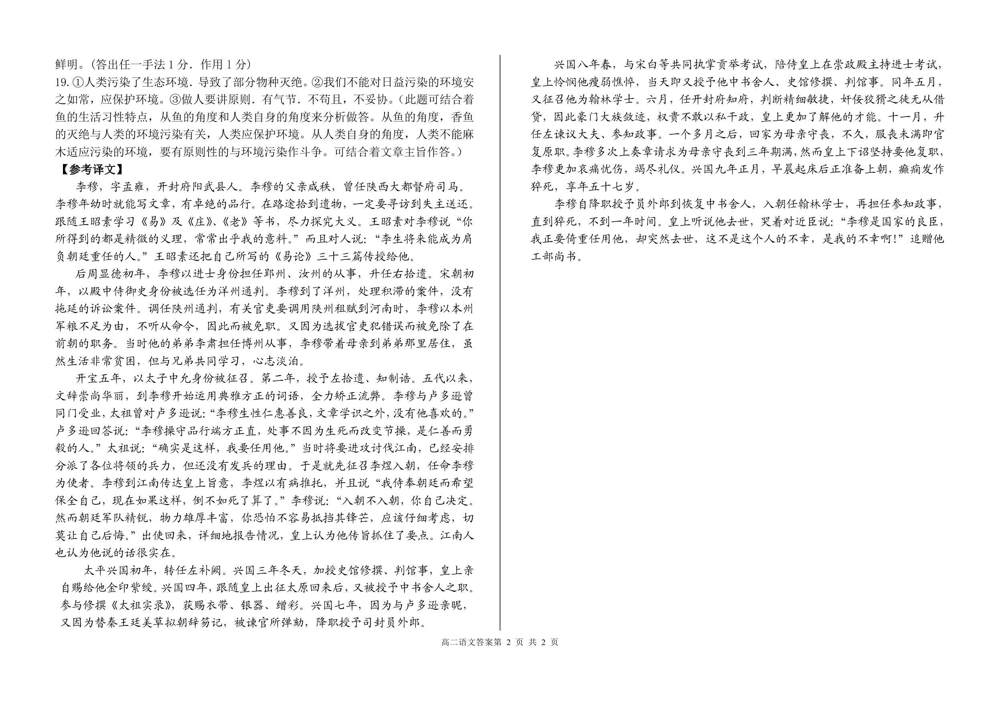 鲜明。（答出任一手法 1 分．作用 1 分）
19.①人类污染了生态环境．导致了部分物种灭绝。②我们不能对日益污染的环境安
之如常，应保护环境。③做人要讲原则．有气节．不苟且，不妥协。（此题可结合着
鱼的生活习性特点，从鱼的角度和人类自身的角度来分析做答。从鱼的角度，香鱼
的灭绝与人类的环境污染有关，人类应保护环境。从人类自身的角度，人类不能麻
木适应污染的环境，要有原则性的与环境污染作斗争。可结合着文章主旨作答。）
【参考译文】
李穆，字孟雍，开封府阳武县人。李穆的父亲咸秩，曾任陕西大都督府司马。
李穆年幼时就能写文章，有卓绝的品行。在路途拾到遗物，一定要寻访到失主送还。
跟随王昭素学习《易》及《庄》、《老》等书，尽力探究大义。王昭素对李穆说“你
所得到的都是精微的义理，常常出乎我的意料。”而且对人说：“李生将来能成为肩
负朝廷重任的人。”王昭素还把自己所写的《易论》三十三篇传授给他。
后周显德初年，李穆以进士身份担任郢州、汝州的从事，升任右拾遗。宋朝初
年，以殿中侍御史身份被选任为洋州通判。李穆到了洋州，处理积滞的案件，没有
拖延的诉讼案件。调任陕州通判，有关官吏要调用陕州租赋到河南时，李穆以本州
军粮不足为由，不听从命令，因此而被免职。又因为选拔官吏犯错误而被免除了在
前朝的职务。当时他的弟弟李肃担任博州从事，李穆带着母亲到弟弟那里居住，虽
然生活非常贫困，但与兄弟共同学习，心志淡泊。
开宝五年，以太子中允身份被征召。第二年，授予左拾遗、知制诰。五代以来，
文辞崇尚华丽，到李穆开始运用典雅方正的词语，全力矫正流弊。李穆与卢多逊曾
同门受业，太祖曾对卢多逊说：“李穆生性仁惠善良，文章学识之外，没有他喜欢的。”
卢多逊回答说：“李穆操守品行端方正直，处事不因为生死而改变节操，是仁善而勇
毅的人。”太祖说：“确实是这样，我要任用他。”当时将要进攻讨伐江南，已经安排
分派了各位将领的兵力，但还没有发兵的理由。于是就先征召李煜入朝，任命李穆
为使者。李穆到江南传达皇上旨意，李煜以有病推托，并且说“我侍奉朝廷而希望
保全自己，现在如果这样，倒不如死了算了。”李穆说：“入朝不入朝，你自己决定。
然而朝廷军队精锐，物力雄厚丰富，你恐怕不容易抵挡其锋芒，应该仔细考虑，切
莫让自己后悔。”出使回来，详细地报告情况，皇上认为他传旨抓住了要点。江南人
也认为他说的话很实在。
太平兴国初年，转任左补阙。兴国三年冬天，加授史馆修撰、判馆事，皇上亲
自赐给他金印紫绶。兴国四年，跟随皇上出征太原回来后，又被授予中书舍人之职。
参与修撰《太祖实录》，获赐衣带、银器、缯彩。兴国七年，因为与卢多逊亲昵，
又因为替秦王廷美草拟朝辞笏记，被谏官所弹劾，降职授予司封员外郎。
兴国八年春，与宋白等共同执掌贡举考试，陪侍皇上在崇政殿主持进士考试，
皇上怜悯他瘦弱憔悴，当天即又授予他中书舍人、史馆修撰、判馆事。同年五月，
又征召他为翰林学士。六月，任开封府知府，判断精细敏捷，奸佞狡猾之徒无从借
贷，因此豪门大族敛迹，权贵不敢以私干政，皇上更加了解他的才能。十一月，升
任左谏议大夫、参知政事。一个多月之后，回家为母亲守丧，不久，服丧未满即官
复原职。李穆多次上奏章请求为母亲守丧到三年期满，然而皇上下诏坚持要他复职，
李穆更加哀痛忧伤，竭尽礼仪。兴国九年正月，早晨起床后正准备上朝，癫痫发作
猝死，享年五十七岁。
李穆自降职授予员外郎到恢复中书舍人，入朝任翰林学士，再担任参知政事，
直到猝死，不到一年时间。皇上听说他去世，哭着对近臣说：“李穆是国家的良臣，
我正要倚重任用他，却突然去世，这不是这个人的不幸，是我的不幸啊！”追赠他
工部尚书。
高二语文答案第 2 页 共 2 页